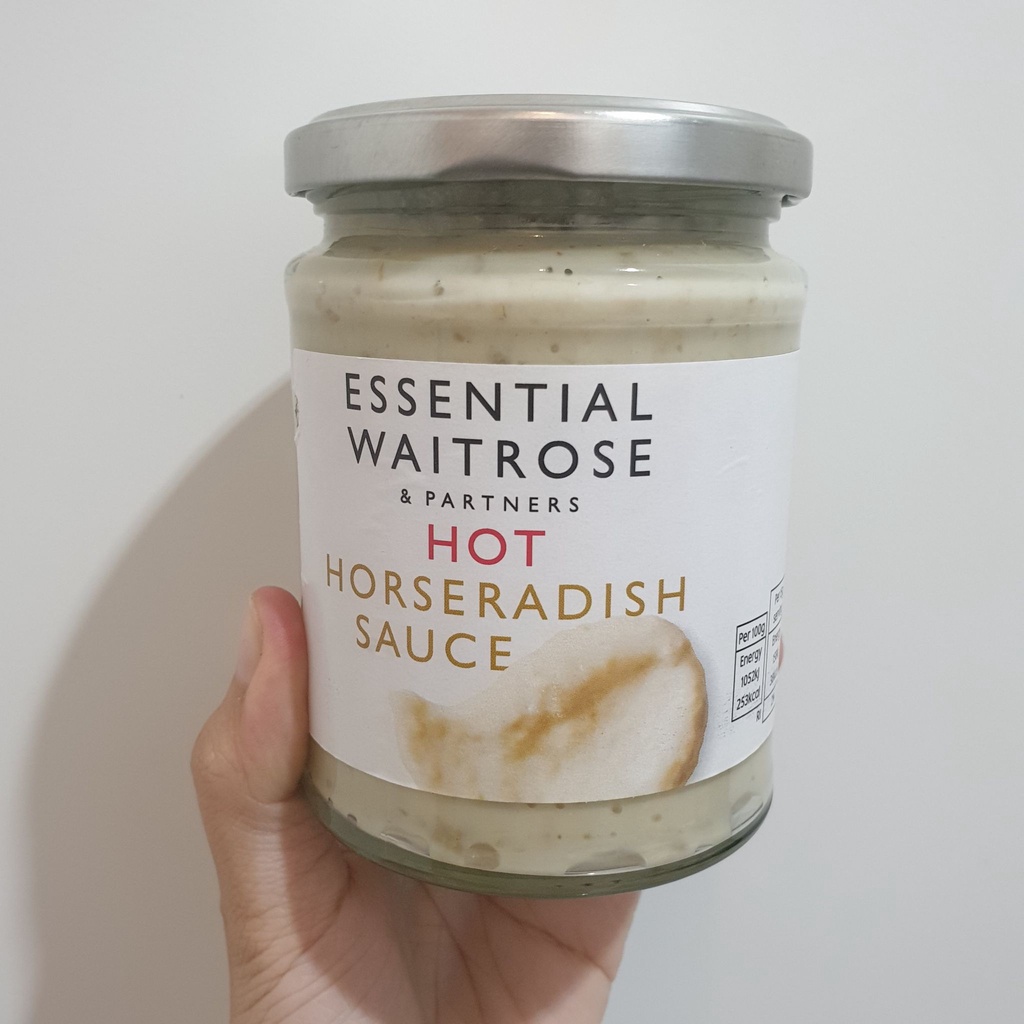 ESSENTIAL
WAITROSE
& PARTNERS
HOT
HORSERADISH
SAUCE
Per 100g
Energy
1052kJ
253kcal